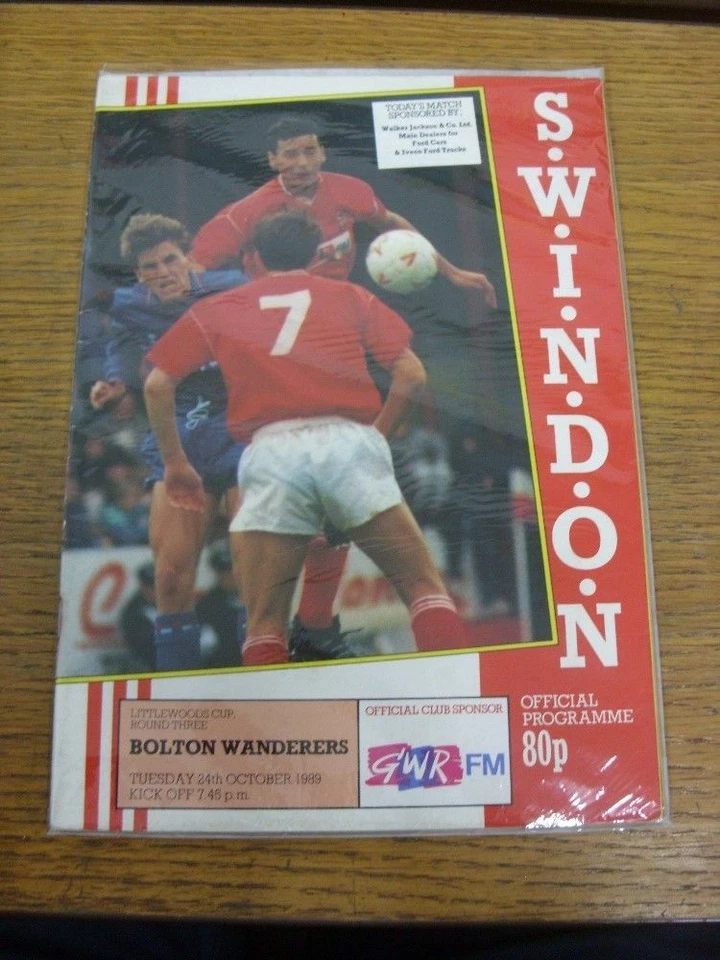 TODAY'S MATCH
SPONSORED BY..
Walker Jackson & Co. Ltd.
Main Dealers for
Ford Cars
& Iveco Ford Trucks
S.W.I.N.D.O.N
7
LITTLEWOODS CUP,
ROUND THREE
BOLTON WANDERERS
TUESDAY 24th OCTOBER 1989
KICK OFF 7.45 p.m.
OFFICIAL CLUB SPONSOR
GWR FM
OFFICIAL
PROGRAMME
80p